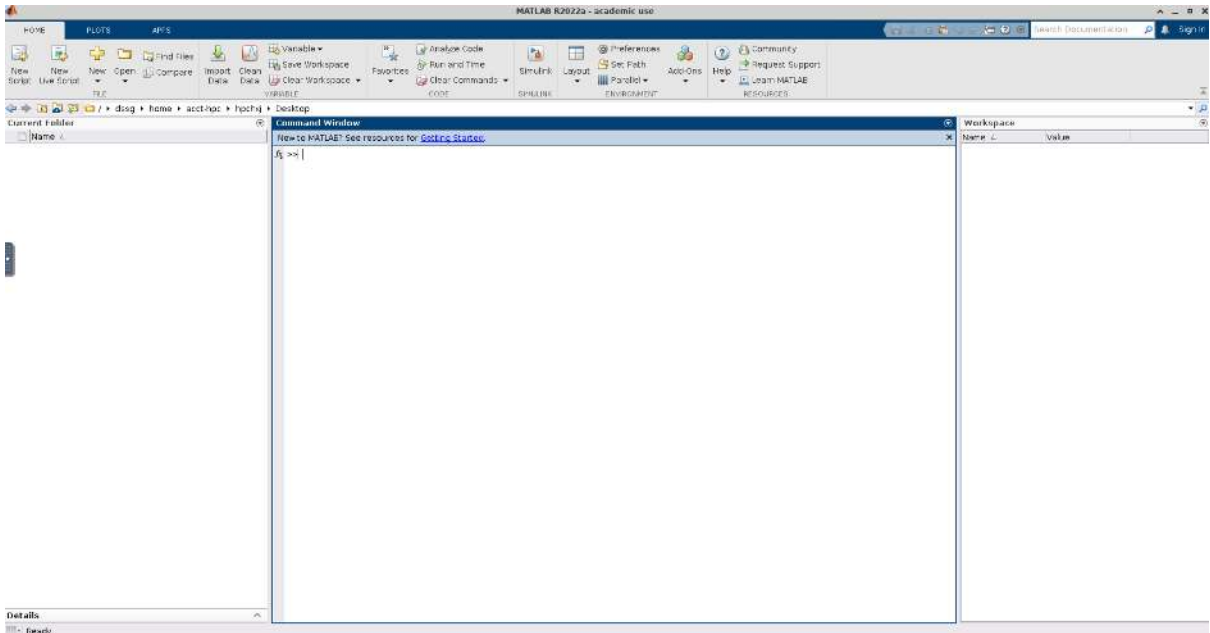 MATLAB R2022a - academic use
HOME PLOTS APPS
Search Documentation Sign In
New Script
New Live Script
New
Open
Find Files
Compare
Import Data
Clean Data
Variable
Save Workspace
Clear Workspace
Favorites
Analyze Code
Run and Time
Clear Commands
Simulink
Layout
Preferences
Set Path
Parallel
Add-Ons
Help
Community
Request Support
Learn MATLAB
FILE VARIABLE CODE SIMULINK ENVIRONMENT RESOURCES
/ dssg home acct-hpc Desktop
Current Folder
Name
Command Window
New to MATLAB? See resources for Getting Started.
fx >>
Workspace
Name Value
Details
Ready